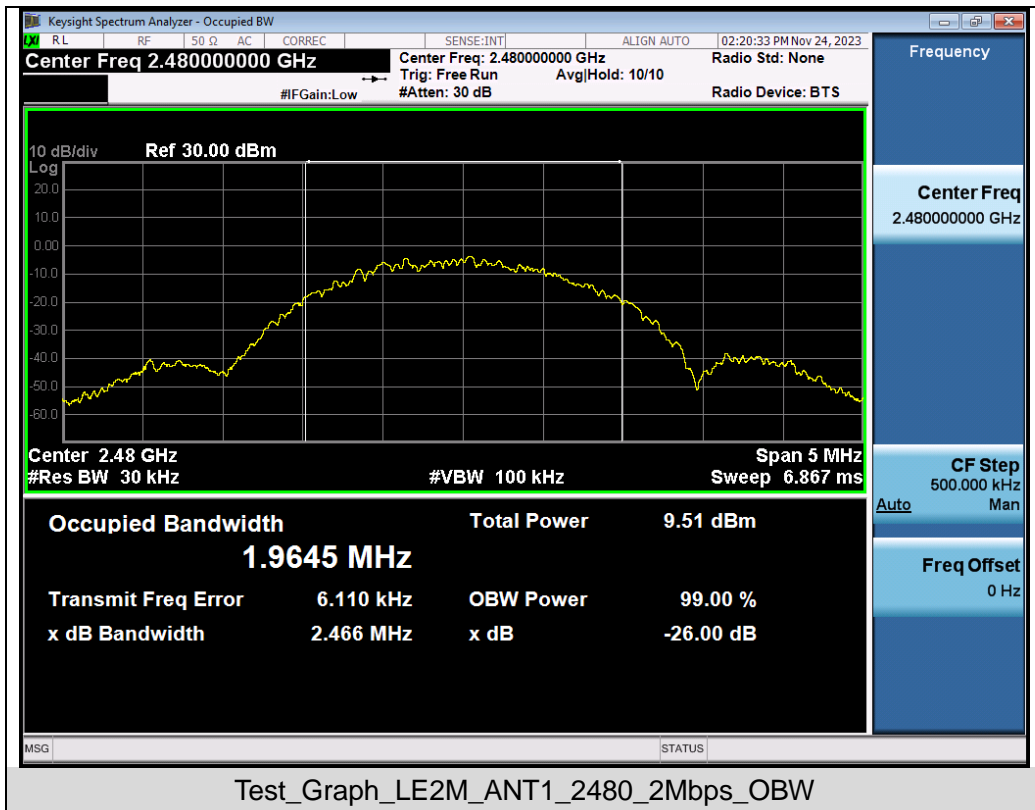 Keysight Spectrum Analyzer - Occupied BW
LXI RL RF 50 Ω AC CORREC SENSE:INT ALIGN AUTO 02:20:33 PM Nov 24, 2023
Center Freq 2.480000000 GHz
Center Freq: 2.480000000 GHz
Radio Std: None
Trig: Free Run Avg|Hold: 10/10
#IFGain:Low
#Atten: 30 dB
Radio Device: BTS
Frequency
10 dB/div Ref 30.00 dBm
Log
20.0
10.0
0.00
-10.0
-20.0
-30.0
-40.0
-50.0
-60.0
Center 2.48 GHz Span 5 MHz
#Res BW 30 kHz #VBW 100 kHz Sweep 6.867 ms
Center Freq
2.480000000 GHz
CF Step
500.000 kHz
Auto Man
Freq Offset
0 Hz
Occupied Bandwidth Total Power 9.51 dBm
1.9645 MHz
Transmit Freq Error 6.110 kHz OBW Power 99.00 %
x dB Bandwidth 2.466 MHz x dB -26.00 dB
MSG STATUS
Test_Graph_LE2M_ANT1_2480_2Mbps_OBW